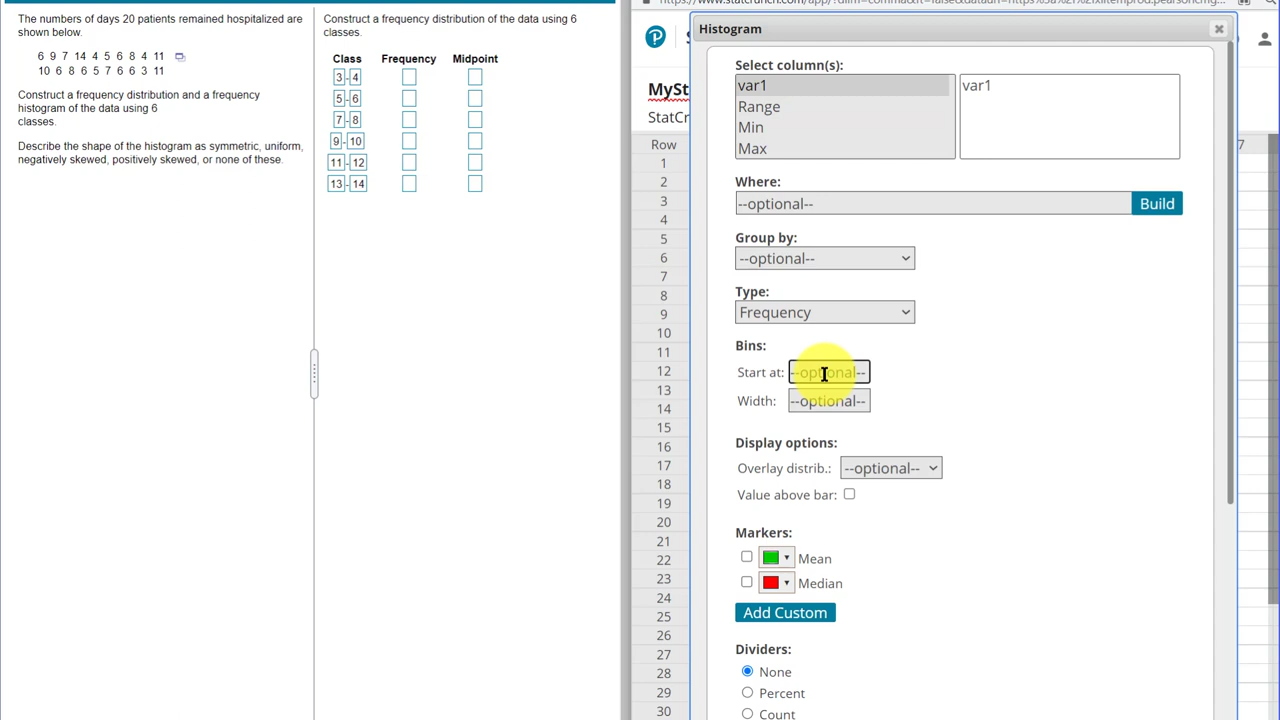 The numbers of days 20 patients remained hospitalized are
shown below.
6 9 7 14 4 5 6 8 4 11
10 6 8 6 5 7 6 6 3 11
Construct a frequency distribution and a frequency
histogram of the data using 6
classes.
Describe the shape of the histogram as symmetric, uniform,
negatively skewed, positively skewed, or none of these.
Construct a frequency distribution of the data using 6
classes.
Class Frequency Midpoint
3 - 4
5 - 6
7 - 8
9 - 10
11 - 12
13 - 14
MySt
StatCr
Row
1
2
3
4
5
6
7
8
9
10
11
12
13
14
15
16
17
18
19
20
21
22
23
24
25
26
27
28
29
30
Histogram
Select column(s):
var1
Range
Min
Max
var1
Where:
--optional--
Build
Group by:
--optional--
Type:
Frequency
Bins:
Start at: --optional--
Width: --optional--
Display options:
Overlay distrib.: --optional--
Value above bar:
Markers:
Mean
Median
Add Custom
Dividers:
None
Percent
Count
7